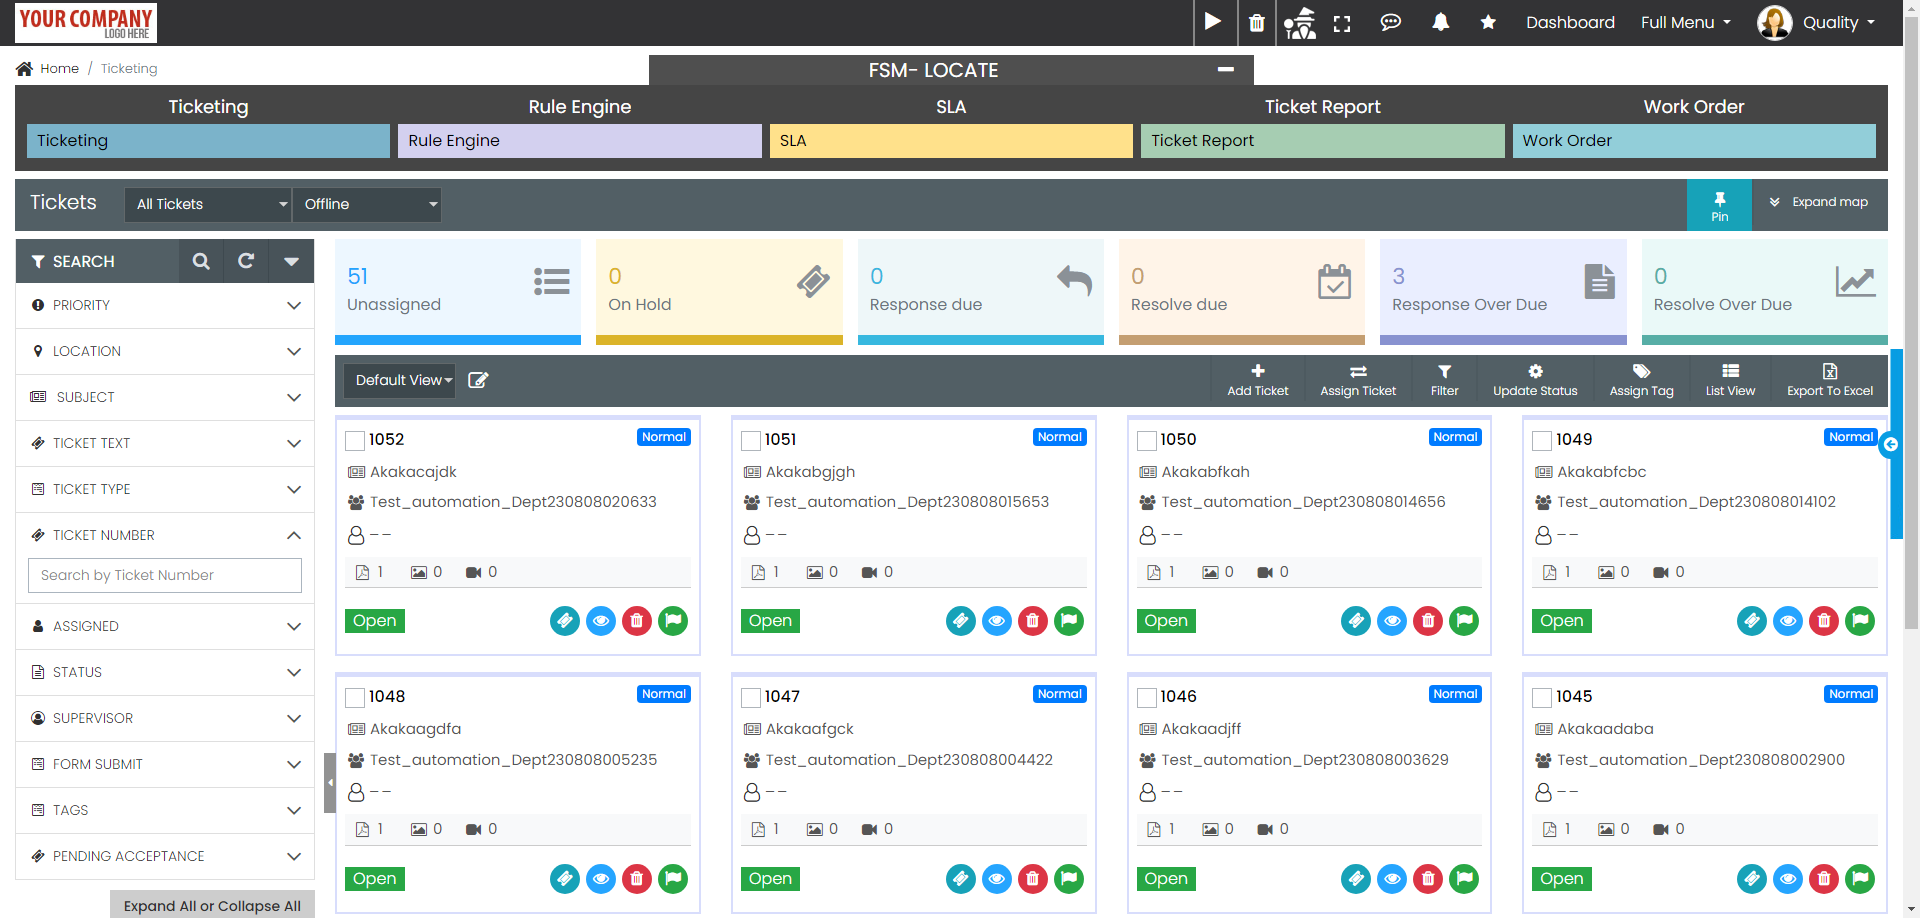 YOUR COMPANY
LOGO HERE
Dashboard
Full Menu
Quality
Home / Ticketing
FSM- LOCATE
Ticketing
Rule Engine
SLA
Ticket Report
Work Order
Ticketing
Rule Engine
SLA
Ticket Report
Work Order
Tickets
All Tickets
Offline
Pin
Expand map
SEARCH
PRIORITY
LOCATION
SUBJECT
TICKET TEXT
TICKET TYPE
TICKET NUMBER
Search by Ticket Number
ASSIGNED
STATUS
SUPERVISOR
FORM SUBMIT
TAGS
PENDING ACCEPTANCE
Expand All or Collapse All
51
Unassigned
0
On Hold
0
Response due
0
Resolve due
3
Response Over Due
0
Resolve Over Due
Default View
Add Ticket
Assign Ticket
Filter
Update Status
Assign Tag
List View
Export To Excel
1052
Normal
Akakacajdk
Test_automation_Dept230808020633
--
1 0 0
Open
1051
Normal
Akakabgjgh
Test_automation_Dept230808015653
--
1 0 0
Open
1050
Normal
Akakabfkah
Test_automation_Dept230808014656
--
1 0 0
Open
1049
Normal
Akakabfcbc
Test_automation_Dept230808014102
--
1 0 0
Open
1048
Normal
Akakaagdfa
Test_automation_Dept230808005235
--
1 0 0
Open
1047
Normal
Akakaafgck
Test_automation_Dept230808004422
--
1 0 0
Open
1046
Normal
Akakaadjff
Test_automation_Dept230808003629
--
1 0 0
Open
1045
Normal
Akakaadaba
Test_automation_Dept230808002900
--
1 0 0
Open